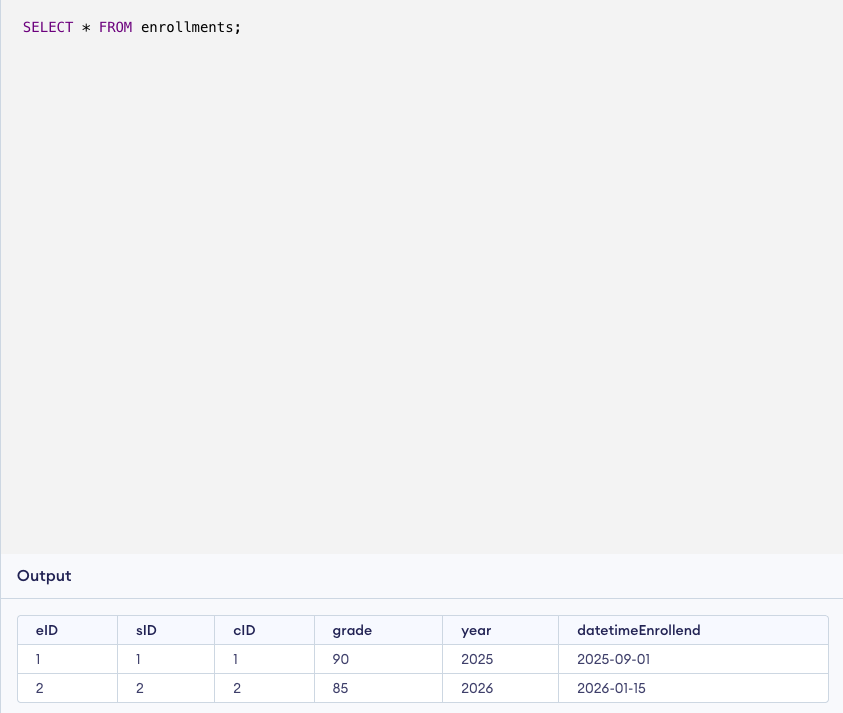 SELECT * FROM enrollments;
Output
eID sID cID grade year datetimeEnrollend
1 1 1 90 2025 2025-09-01
2 2 2 85 2026 2026-01-15